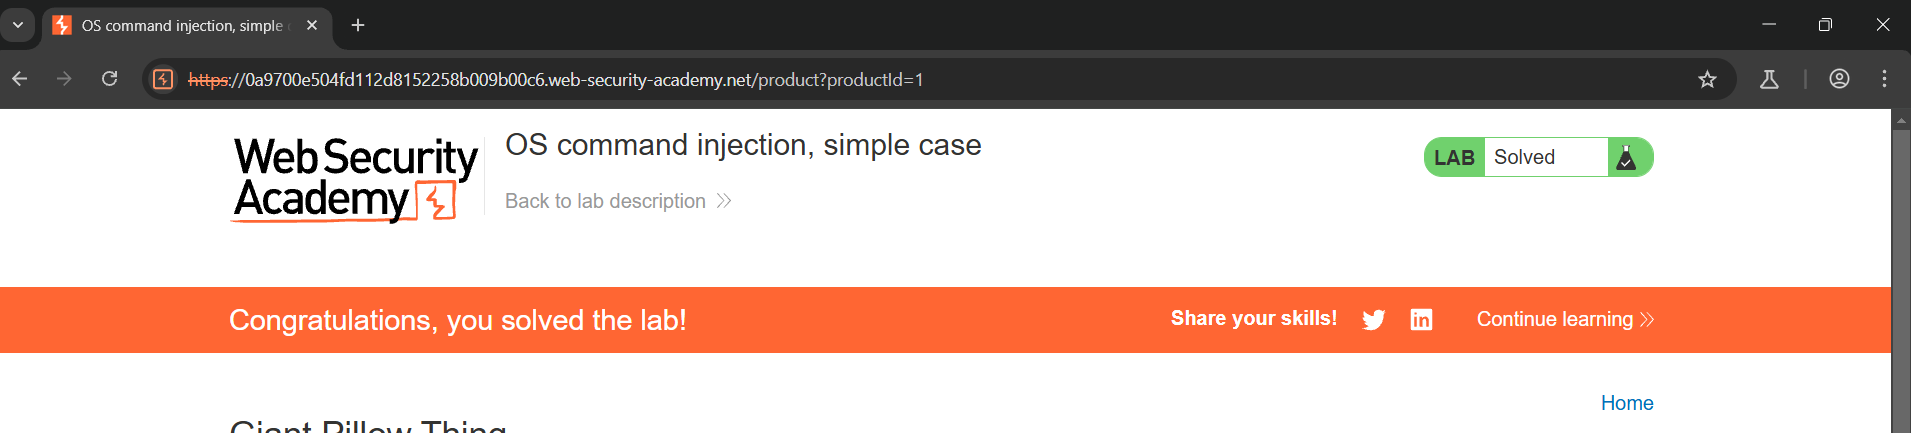 OS command injection, simple
https://0a9700e504fd112d8152258b009b00c6.web-security-academy.net/product?productId=1
Web Security
Academy
OS command injection, simple case
Back to lab description
LAB Solved
Congratulations, you solved the lab!
Share your skills!
in
Continue learning
Home
Giant Pillow Thing